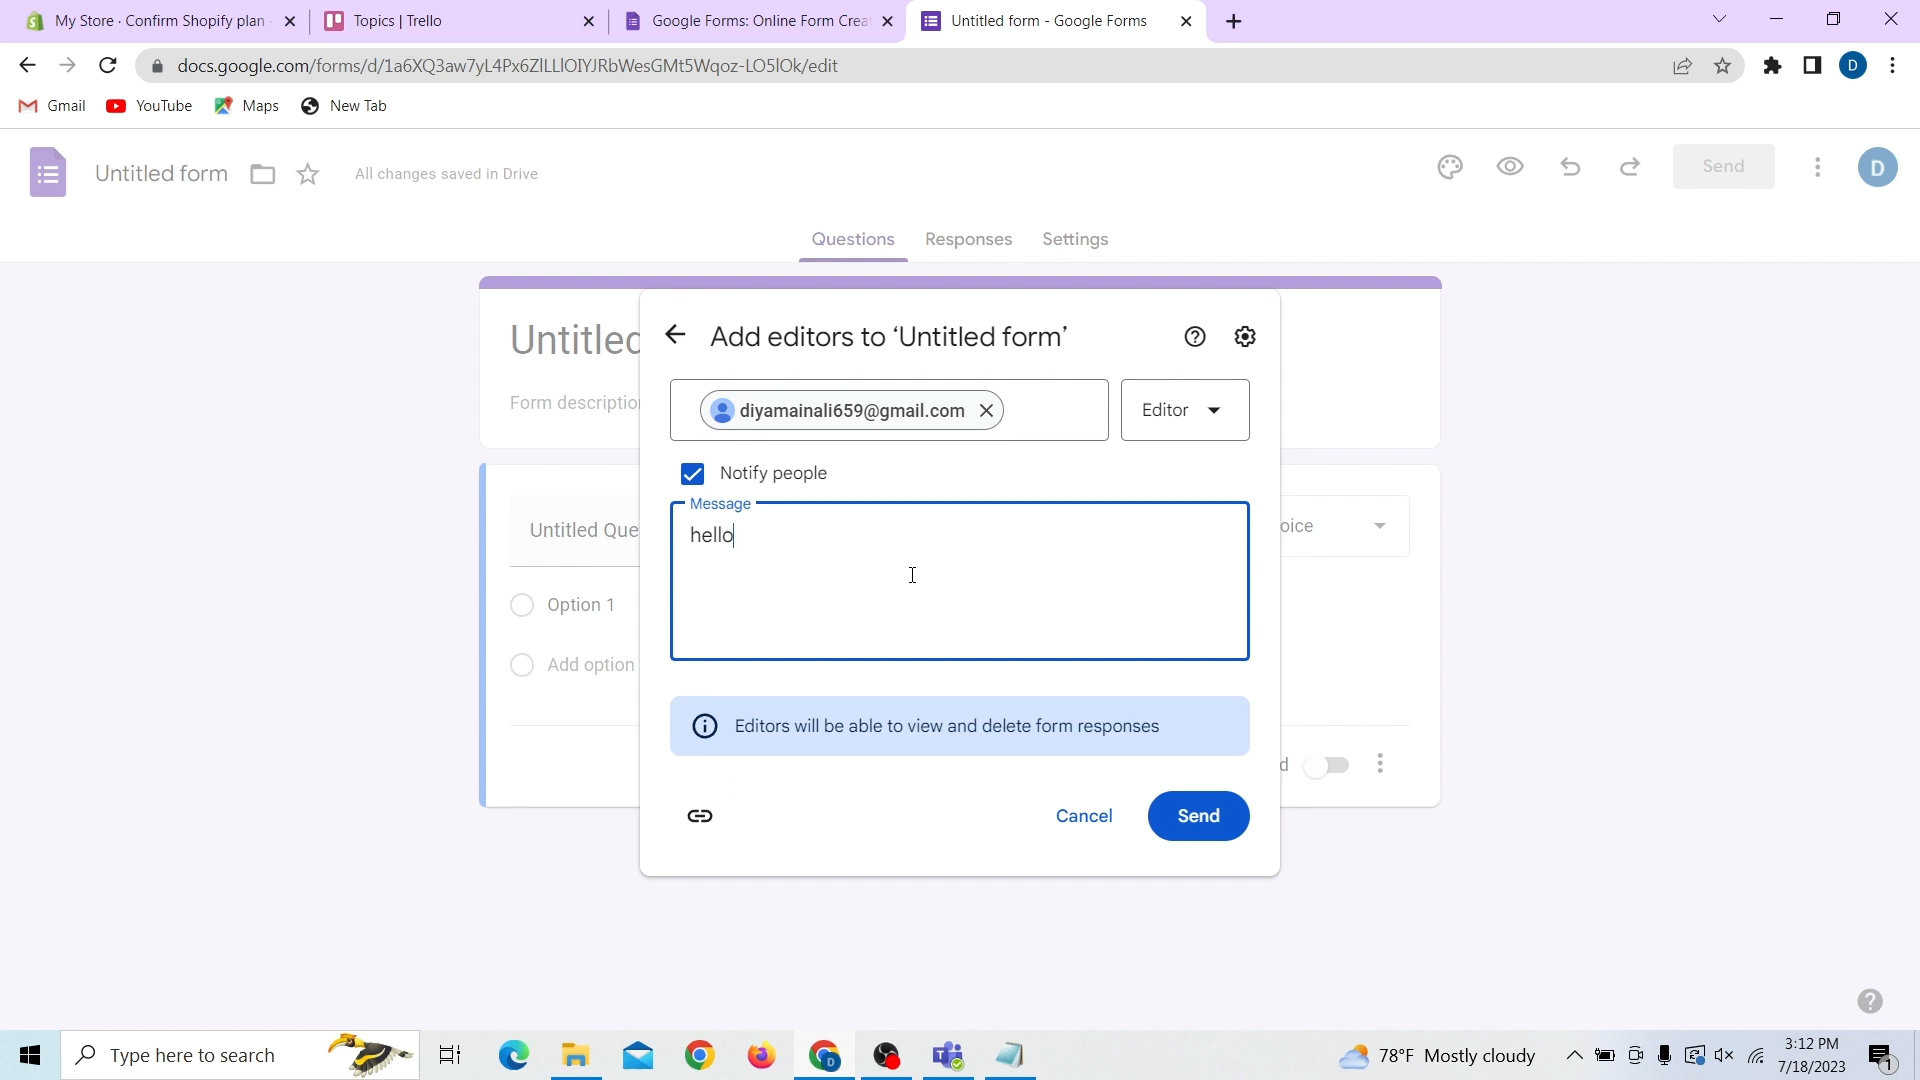 My Store · Confirm Shopify plan
Topics | Trello
Google Forms: Online Form Crea
Untitled form - Google Forms
docs.google.com/forms/d/1a6XQ3aw7yL4Px6ZlLLlOIYJRbWesGMt5Wqoz-LO5lOk/edit
D
Gmail
YouTube
Maps
New Tab
Untitled form
All changes saved in Drive
Send
D
Questions
Responses
Settings
Untitled
Form description
Add editors to ‘Untitled form’
diyamainali659@gmail.com
Editor
Notify people
Message
hello
Untitled Que
oice
Option 1
Add option
Editors will be able to view and delete form responses
d
Cancel
Send
Type here to search
78°F Mostly cloudy
3:12 PM
7/18/2023
1